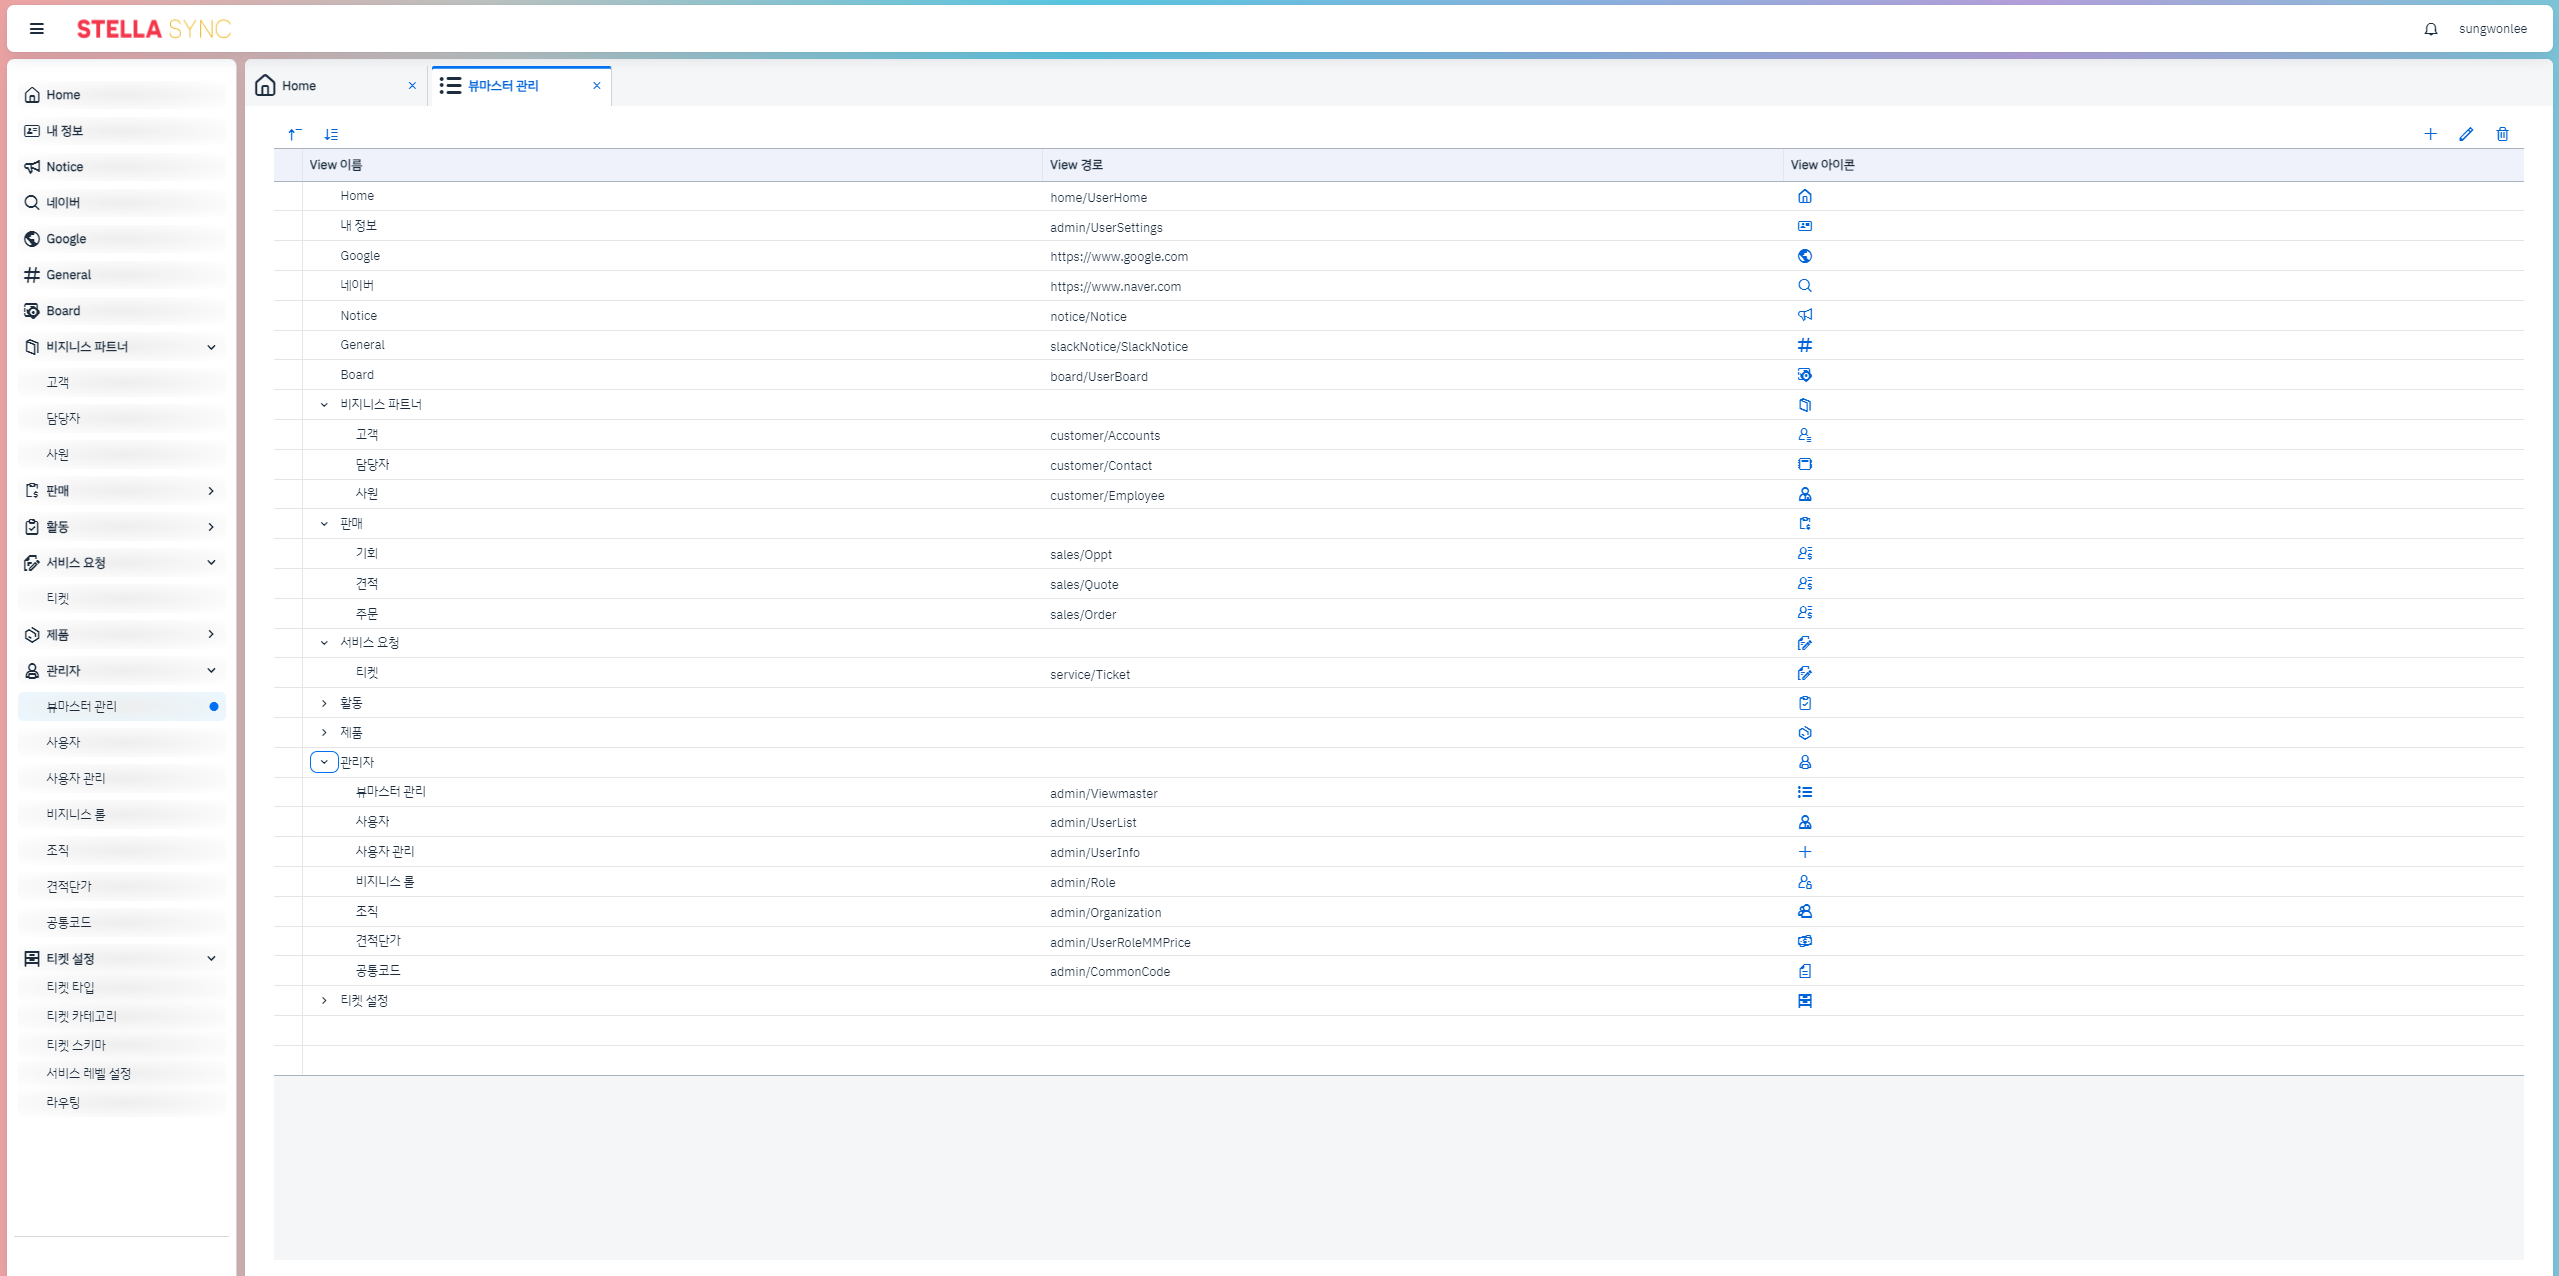 STELLA SYNC
sungwonlee
Home
내 정보
Notice
네이버
Google
General
Board
비지니스 파트너
고객
담당자
사원
판매
활동
서비스 요청
티켓
제품
관리자
뷰마스터 관리
사용자
사용자 관리
비지니스 롤
조직
견적단가
공통코드
티켓 설정
티켓 타입
티켓 카테고리
티켓 스키마
서비스 레벨 설정
라우팅
Home 뷰마스터 관리
View 이름 View 경로 View 아이콘
Home home/UserHome
내 정보 admin/UserSettings
Google https://www.google.com
네이버 https://www.naver.com
Notice notice/Notice
General slackNotice/SlackNotice
Board board/UserBoard
비지니스 파트너
고객 customer/Accounts
담당자 customer/Contact
사원 customer/Employee
판매
기회 sales/Oppt
견적 sales/Quote
주문 sales/Order
서비스 요청
티켓 service/Ticket
활동
제품
관리자
뷰마스터 관리 admin/Viewmaster
사용자 admin/UserList
사용자 관리 admin/UserInfo
비지니스 롤 admin/Role
조직 admin/Organization
견적단가 admin/UserRoleMMPrice
공통코드 admin/CommonCode
티켓 설정